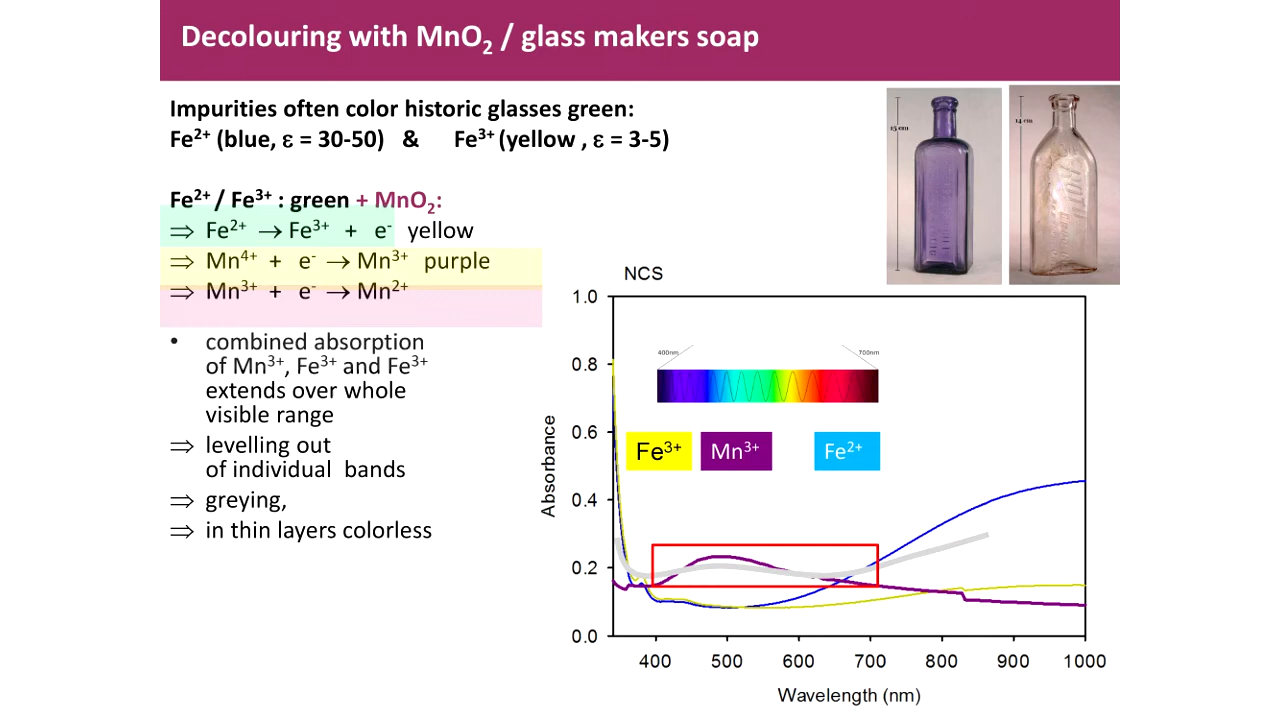 Decolouring with MnO₂ / glass makers soap
Impurities often color historic glasses green:
Fe²⁺ (blue, ε = 30-50) & Fe³⁺ (yellow , ε = 3-5)
15 cm
14 cm
Fe²⁺ / Fe³⁺ : green + MnO₂:
⇒ Fe²⁺ → Fe³⁺ + e⁻ yellow
⇒ Mn⁴⁺ + e⁻ → Mn³⁺ purple
⇒ Mn³⁺ + e⁻ → Mn²⁺
• combined absorption
of Mn³⁺, Fe³⁺ and Fe³⁺
extends over whole
visible range
⇒ levelling out
of individual bands
⇒ greying,
⇒ in thin layers colorless
NCS
1.0
0.8
0.6
0.4
0.2
0.0
Absorbance
400nm 700nm
Fe³⁺ Mn³⁺ Fe²⁺
400 500 600 700 800 900 1000
Wavelength (nm)